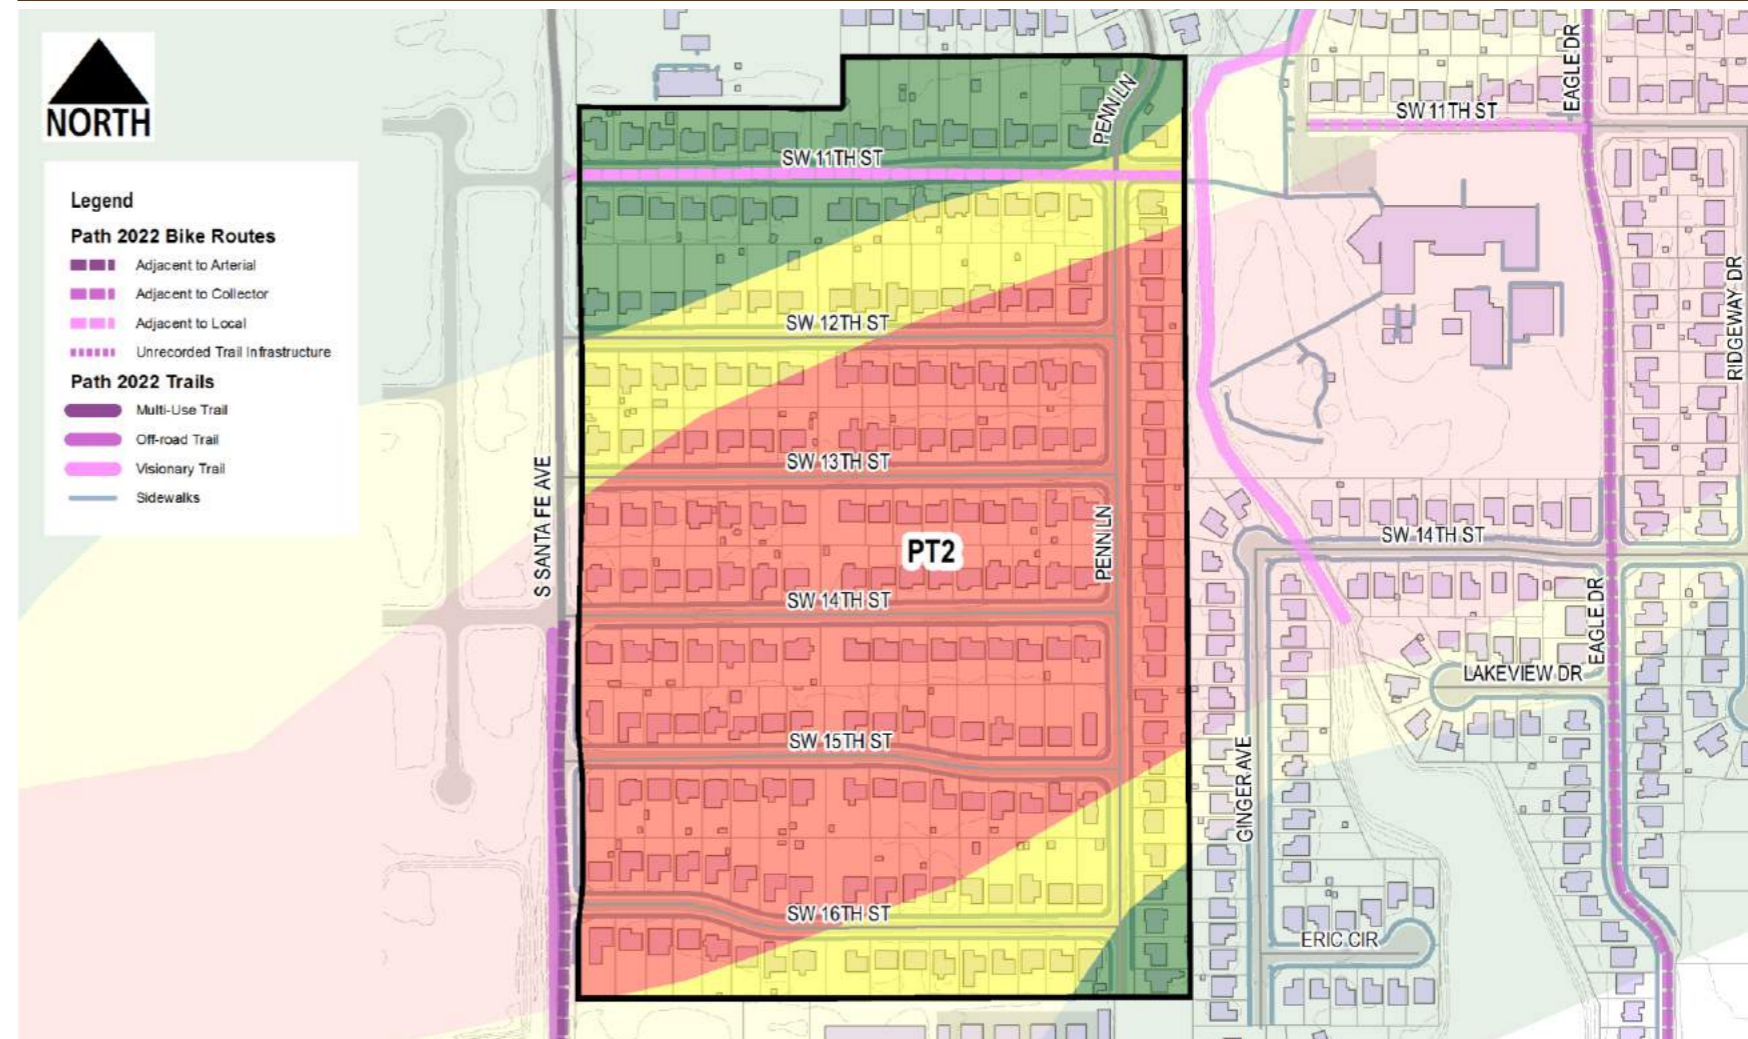 NORTH
Legend
Path 2022 Bike Routes
Adjacent to Arterial
Adjacent to Collector
Adjacent to Local
Unrecorded Trail Infrastructure
Path 2022 Trails
Multi-Use Trail
Off-road Trail
Visionary Trail
Sidewalks
S SANTA FE AVE
SW 11TH ST
PENN LN
SW 12TH ST
SW 13TH ST
PT2
PENN LN
SW 14TH ST
SW 15TH ST
SW 16TH ST
EAGLE DR
SW 11TH ST
RIDGEWAY DR
SW 14TH ST
EAGLE DR
LAKEVIEW DR
GINGER AVE
ERIC CIR